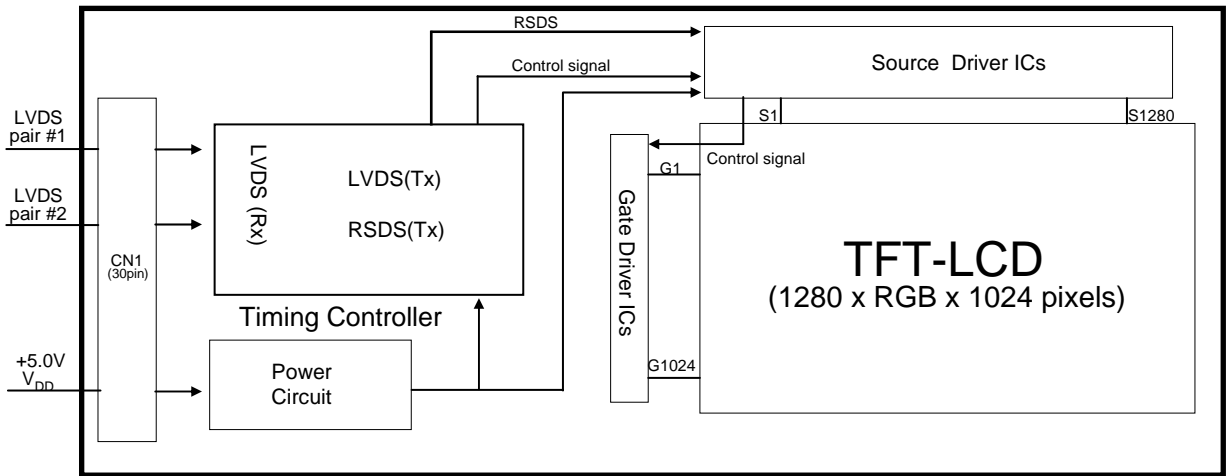 RSDS
Source Driver ICs
Control signal
LVDS
pair #1
S1
S1280
LVDS (Rx)
LVDS(Tx)
RSDS(Tx)
Control signal
G1
LVDS
pair #2
Gate Driver ICs
TFT-LCD
(1280 x RGB x 1024 pixels)
CN1
(30pin)
Timing Controller
+5.0V
VDD
Power
Circuit
G1024